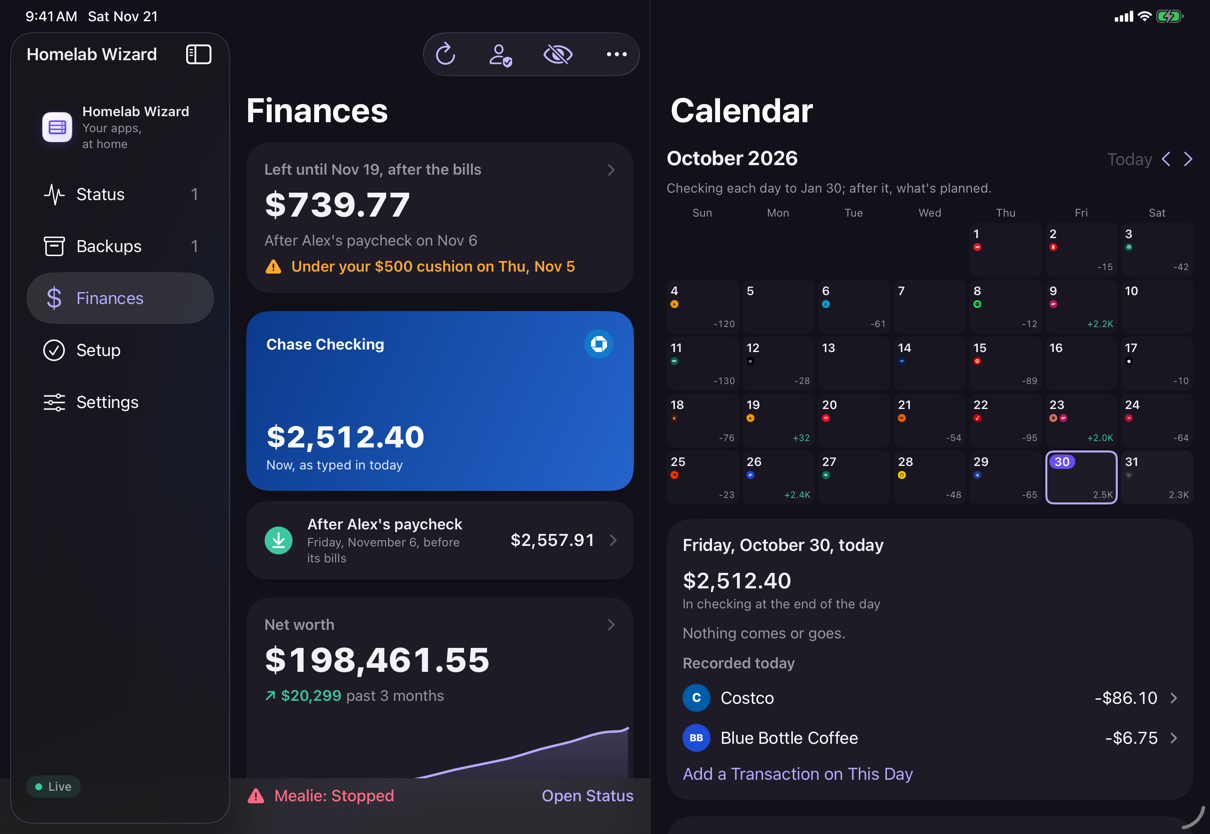 9:41 AM Sat Nov 21
Homelab Wizard
Homelab Wizard
Your apps,
at home
Status 1
Backups 1
Finances
Setup
Settings
Live
Finances
Left until Nov 19, after the bills
$739.77
After Alex's paycheck on Nov 6
Under your $500 cushion on Thu, Nov 5
Chase Checking
$2,512.40
Now, as typed in today
After Alex's paycheck
Friday, November 6, before
its bills
$2,557.91
Net worth
$198,461.55
$20,299 past 3 months
Mealie: Stopped
Open Status
Calendar
October 2026
Today
Checking each day to Jan 30; after it, what's planned.
Sun Mon Tue Wed Thu Fri Sat
1 2 3
-15 -42
4 5 6 7 8 9 10
-120 -61 -12 +2.2K
11 12 13 14 15 16 17
-130 -28 -89 -10
18 19 20 21 22 23 24
-76 +32 -54 -95 +2.0K -64
25 26 27 28 29 30 31
-23 +2.4K -48 -65 2.5K 2.3K
Friday, October 30, today
$2,512.40
In checking at the end of the day
Nothing comes or goes.
Recorded today
C Costco -$86.10
BB Blue Bottle Coffee -$6.75
Add a Transaction on This Day